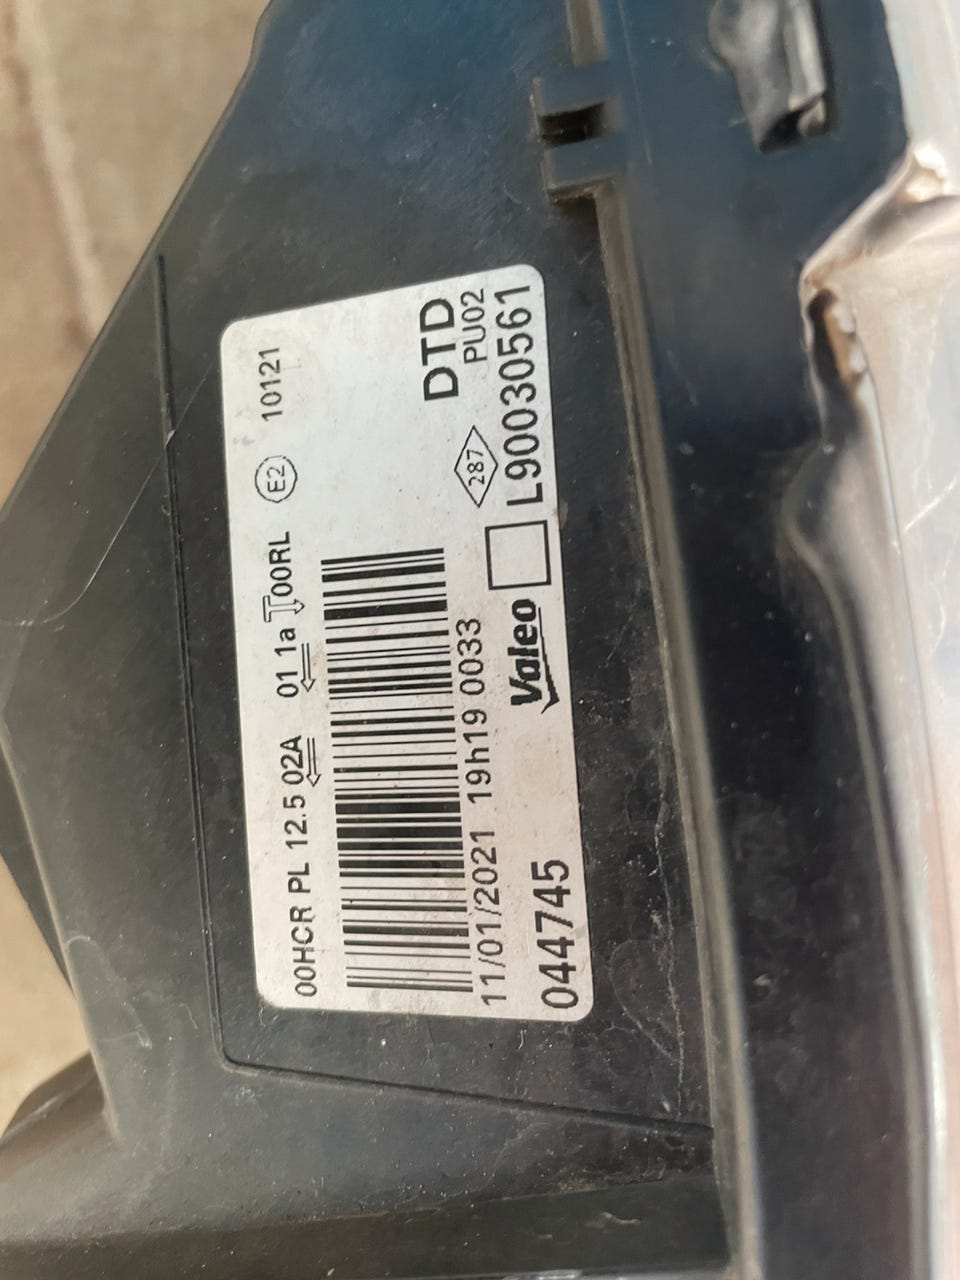 00HCR PL 12.5 02A 01 1a 00RL E2 10121
11/01/2021 19h19 0033
DTD
PU02
287
044745 Valeo L90030561